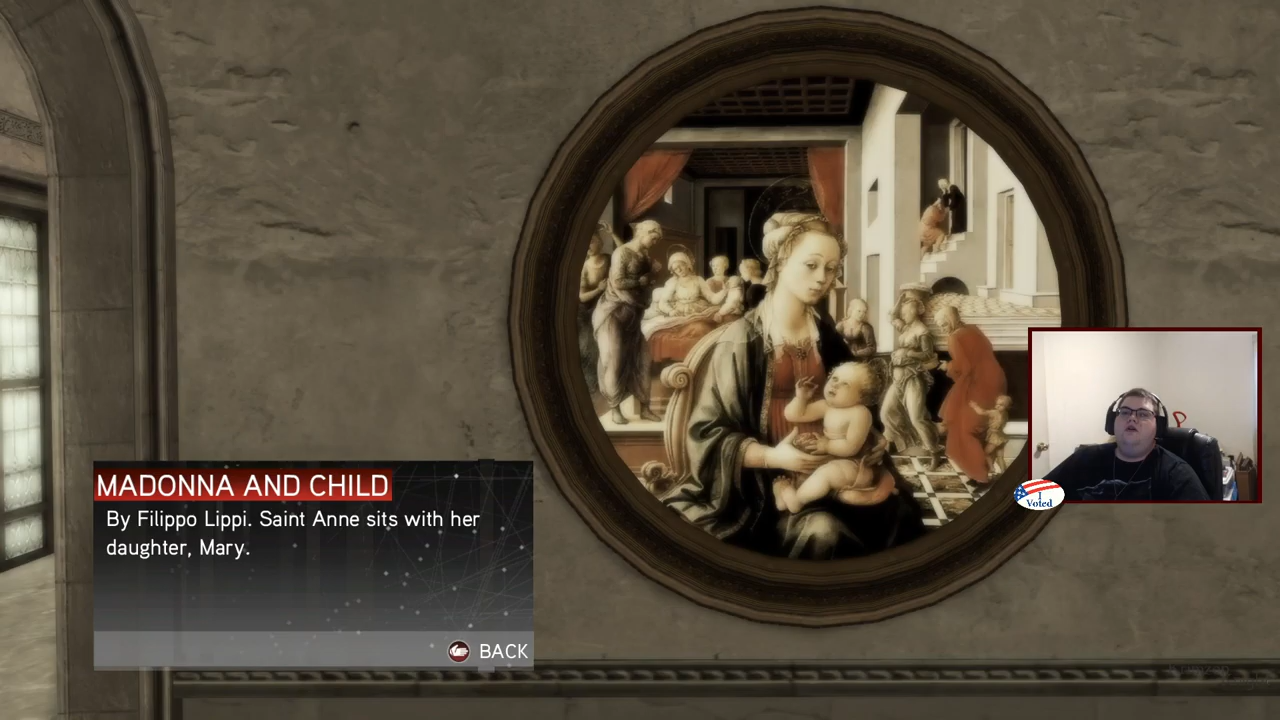 MADONNA AND CHILD
By Filippo Lippi. Saint Anne sits with her
daughter, Mary.
I
Voted
BACK